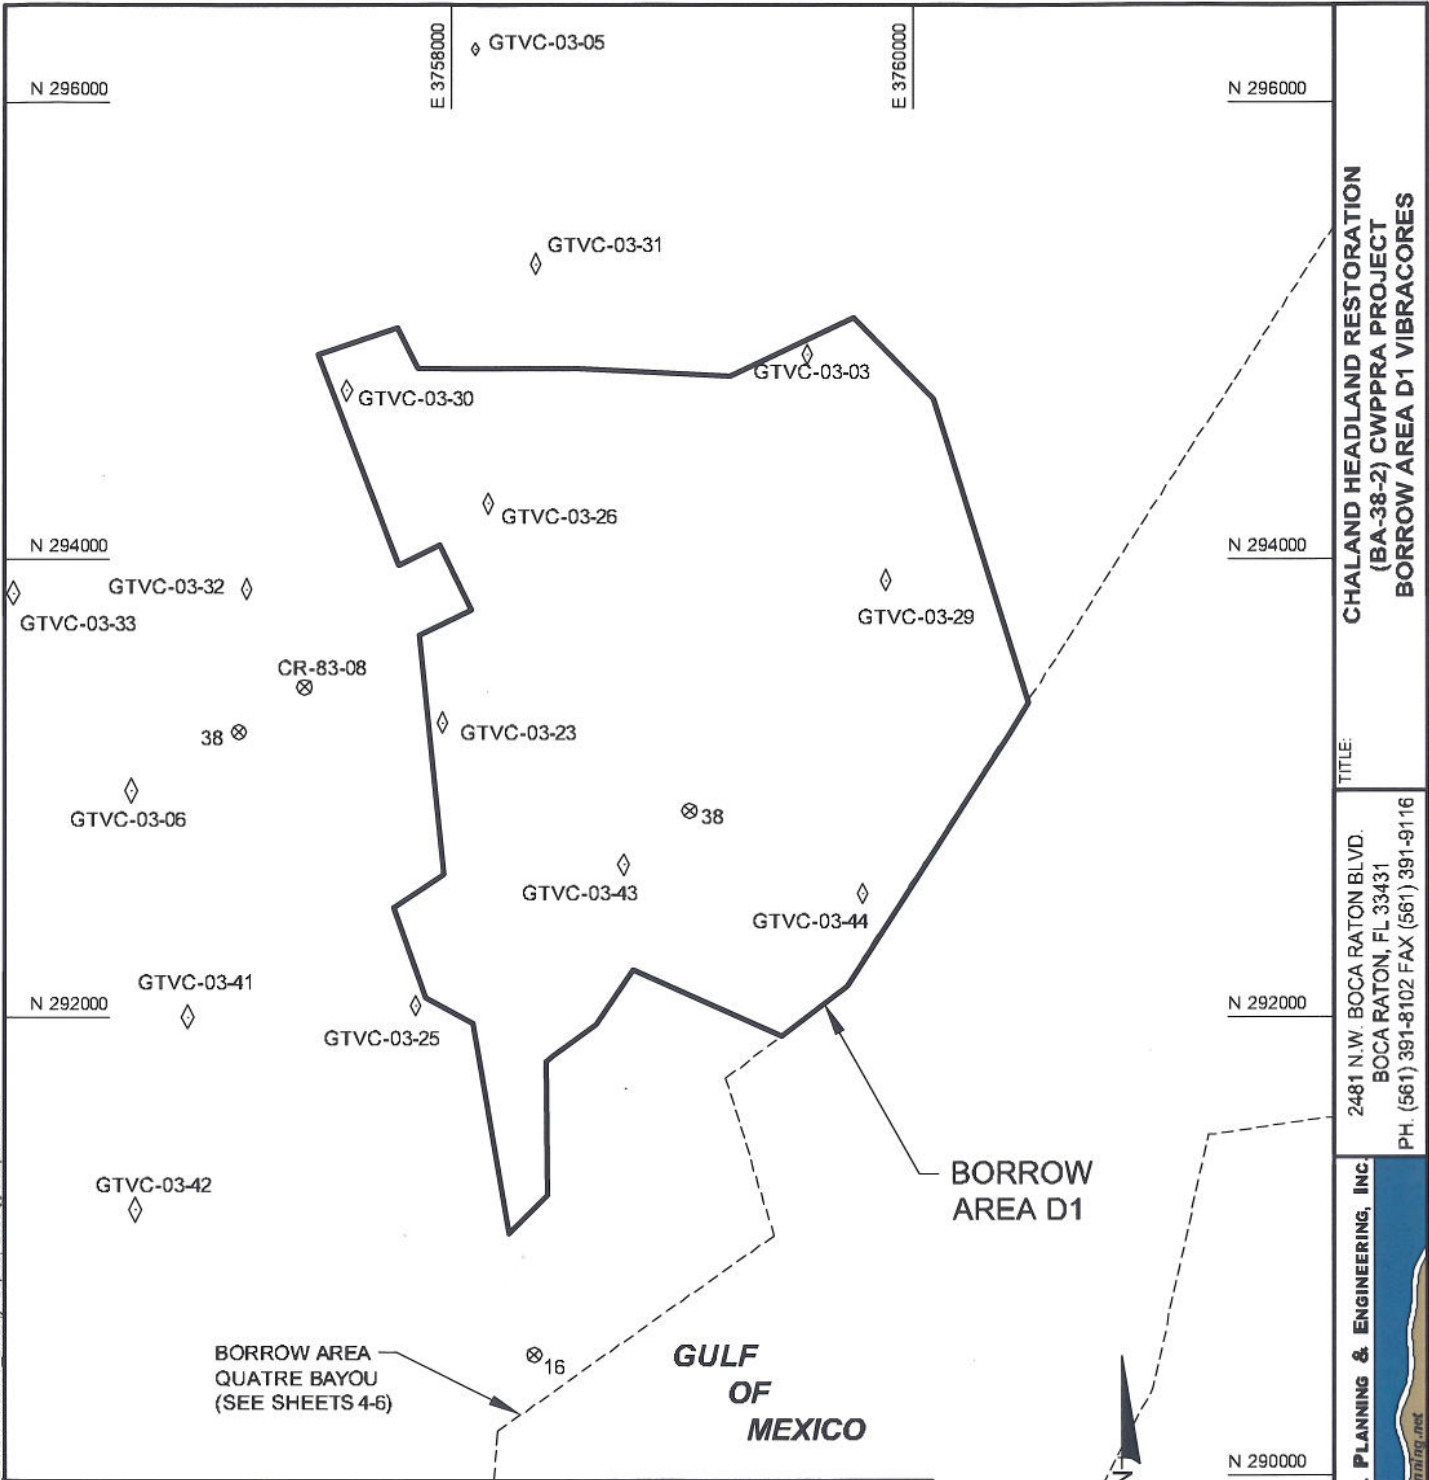 GTVC-03-05
E 3758000
E 3760000
N 296000
N 296000
GTVC-03-31
GTVC-03-03
GTVC-03-30
GTVC-03-26
N 294000
N 294000
GTVC-03-32
GTVC-03-33
GTVC-03-29
CR-83-08
38
GTVC-03-23
GTVC-03-06
38
GTVC-03-43
GTVC-03-44
GTVC-03-41
N 292000
N 292000
GTVC-03-25
BORROW
AREA D1
GTVC-03-42
BORROW AREA
QUATRE BAYOU
(SEE SHEETS 4-6)
16
GULF
OF
MEXICO
N 290000
TITLE:
CHALAND HEADLAND RESTORATION
(BA-38-2) CWPPRA PROJECT
BORROW AREA D1 VIBRACORES
2481 N.W. BOCA RATON BLVD.
BOCA RATON, FL 33431
PH. (561) 391-8102 FAX (561) 391-9116
PLANNING & ENGINEERING, INC.
nning.net